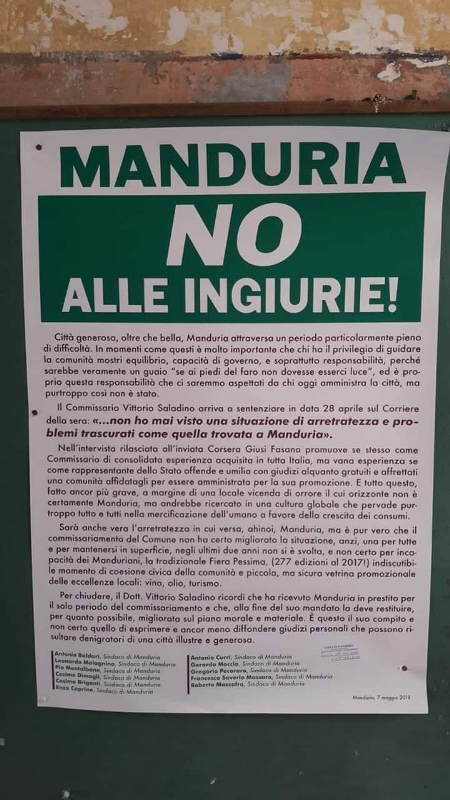 MANDURIA
NO
ALLE INGIURIE!
Città generosa, oltre che bella, Manduria attraversa un periodo particolarmente pieno
di difficoltà. In momenti come questi è molto importante che chi ha il privilegio di guidare
la comunità mostri equilibrio, capacità di governo, e soprattutto responsabilità, perché
sarebbe veramente un guaio "se ai piedi del faro non dovesse esserci luce", ed è pro-
prio questa responsabilità che ci saremmo aspettati da chi oggi amministra la città, ma
purtroppo così non è stato.
Il Commissario Vittorio Saladino arriva a sentenziare in data 28 aprile sul Corriere
della sera: «...non ho mai visto una situazione di arretratezza e pro-
blemi trascurati come quella trovata a Manduria».
Nell'intervista rilasciata all'inviata Corsera Giusi Fasano promuove se stesso come
Commissario di consolidata esperienza acquisita in tutta Italia, ma vana esperienza se
come rappresentante dello Stato offende e umilia con giudizi alquanto gratuiti e affrettati
una comunità affidatagli per essere amministrata per la sua promozione. E tutto questo,
fatto ancor più grave, a margine di una locale vicenda di orrore il cui orizzonte non è
certamente Manduria, ma andrebbe ricercato in una cultura globale che pervade pur-
troppo tutto e tutti nella mercificazione dell'umano a favore della crescita dei consumi.
Sarà anche vera l'arretratezza in cui versa, ahinoi, Manduria, ma è pur vero che il
commissariamento del Comune non ha certo migliorato la situazione, anzi, una per tutte
e per mantenersi in superficie, negli ultimi due anni non si è svolta, e non certo per inca-
pacità dei Manduriani, la tradizionale Fiera Pessima, (277 edizioni al 2017!) indiscutibi-
le momento di coesione civica della comunità e piccola, ma sicura vetrina promozionale
delle eccellenze locali: vino, olio, turismo.
Per chiudere, il Dott. Vittorio Saladino ricordi che ha ricevuto Manduria in prestito per
il solo periodo del commissariamento e che, alla fine del suo mandato la deve restituire,
per quanto possibile, migliorata sul piano morale e materiale. È questo il suo compito e
non certo quello di esprimere e ancor meno diffondere giudizi personali che possono ri-
sultare denigratori di una città illustre e generosa.
Antonio Baldari, Sindaco di Manduria
Leonardo Malagnino, Sindaco di Manduria
Pio Montalbano, Sindaco di Manduria
Cosimo Dimagli, Sindaco di Manduria
Cosimo Briganti, Sindaco di Manduria
Enzo Caprino, Sindaco di Manduria
Antonio Curri, Sindaco di Manduria
Gerardo Moccia, Sindaco di Manduria
Gregorio Pecoraro, Sindaco di Manduria
Francesco Saverio Massaro, Sindaco di Manduria
Roberto Massafra, Sindaco di Manduria
Manduria, 7 maggio 2019